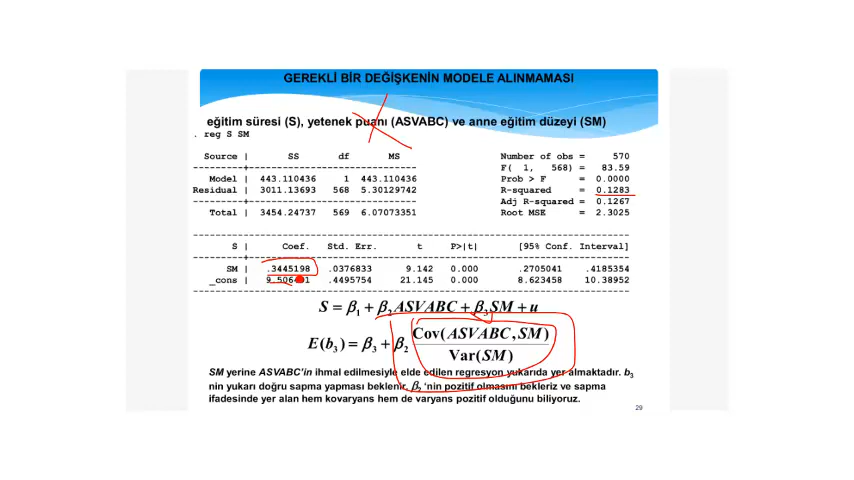 GEREKLİ BİR DEĞİŞKENİN MODELE ALINMAMASI
eğitim süresi (S), yetenek puanı (ASVABC) ve anne eğitim düzeyi (SM)
. reg S SM
Source | SS df MS Number of obs = 570
---------+------------------------------ F( 1, 568) = 83.59
Model | 443.110436 1 443.110436 Prob > F = 0.0000
Residual | 3011.13693 568 5.30129742 R-squared = 0.1283
---------+------------------------------ Adj R-squared = 0.1267
Total | 3454.24737 569 6.07073351 Root MSE = 2.3025
------------------------------------------------------------------------------
S | Coef. Std. Err. t P>|t| [95% Conf. Interval]
---------+--------------------------------------------------------------------
SM | .3445198 .0376833 9.142 0.000 .2705041 .4185354
_cons | .4495754 21.145 0.000 8.623458 10.38952
------------------------------------------------------------------------------
S = β1 + β2 ASVABC + β3 SM + u
E(b3) = β3 + β2 Cov(ASVABC, SM) / Var(SM)
SM yerine ASVABC'in ihmal edilmesiyle elde edilen regresyon yukarıda yer almaktadır. b3
nin yukarı doğru sapma yapması beklenir. β2 'nin pozitif olmasını bekleriz ve sapma
ifadesinde yer alan hem kovaryans hem de varyans pozitif olduğunu biliyoruz.
29